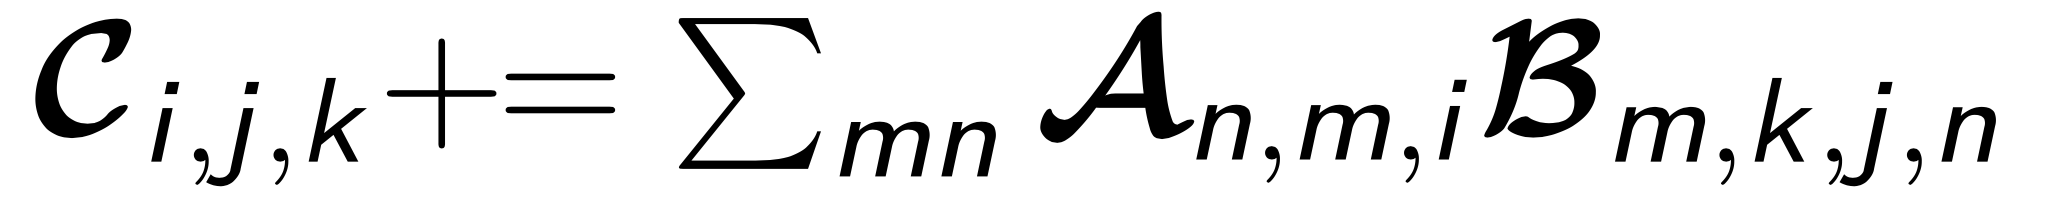 𝓒_{i,j,k} += ∑_{mn} 𝓐_{n,m,i} 𝓑_{m,k,j,n}